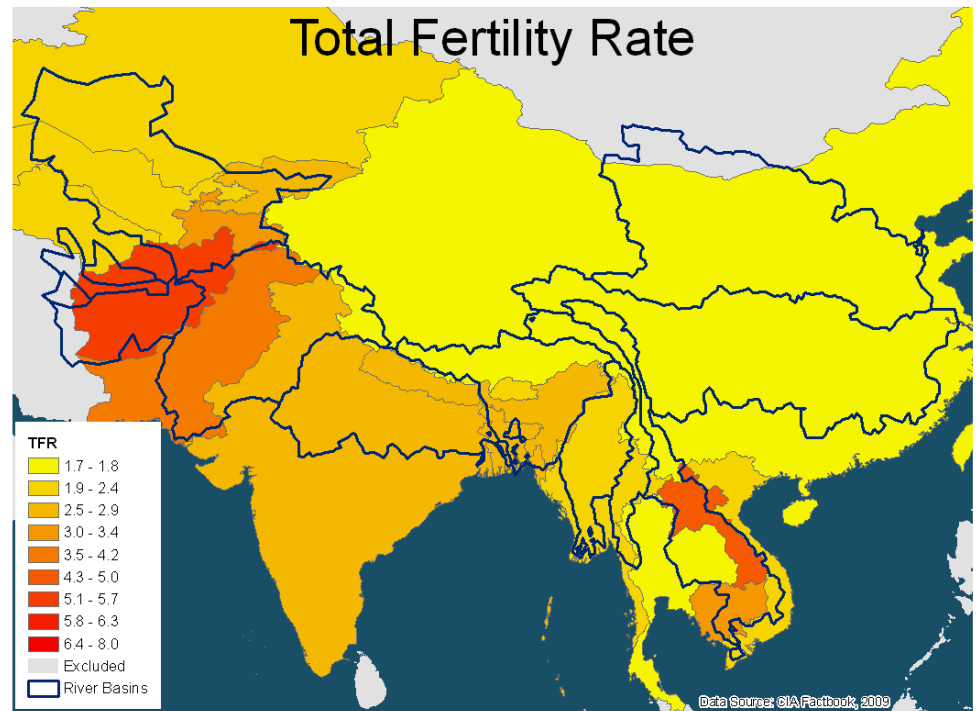 Total Fertility Rate
TFR
1.7 - 1.8
1.9 - 2.4
2.5 - 2.9
3.0 - 3.4
3.5 - 4.2
4.3 - 5.0
5.1 - 5.7
5.8 - 6.3
6.4 - 8.0
Excluded
River Basins
Data Source: CIA Factbook, 2009